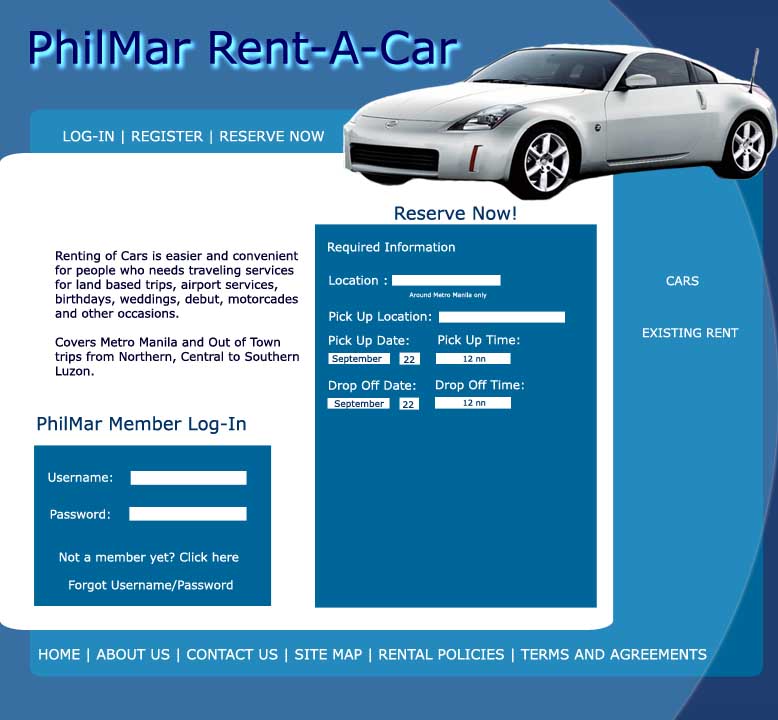 PhilMar Rent-A-Car
LOG-IN | REGISTER | RESERVE NOW
Reserve Now!
Renting of Cars is easier and convenient
for people who needs traveling services
for land based trips, airport services,
birthdays, weddings, debut, motorcades
and other occasions.
Covers Metro Manila and Out of Town
trips from Northern, Central to Southern
Luzon.
PhilMar Member Log-In
Username:
Password:
Not a member yet? Click here
Forgot Username/Password
Required Information
Location :
Around Metro Manila only
Pick Up Location:
Pick Up Date: Pick Up Time:
September 22 12 nn
Drop Off Date: Drop Off Time:
September 22 12 nn
CARS
EXISTING RENT
HOME | ABOUT US | CONTACT US | SITE MAP | RENTAL POLICIES | TERMS AND AGREEMENTS